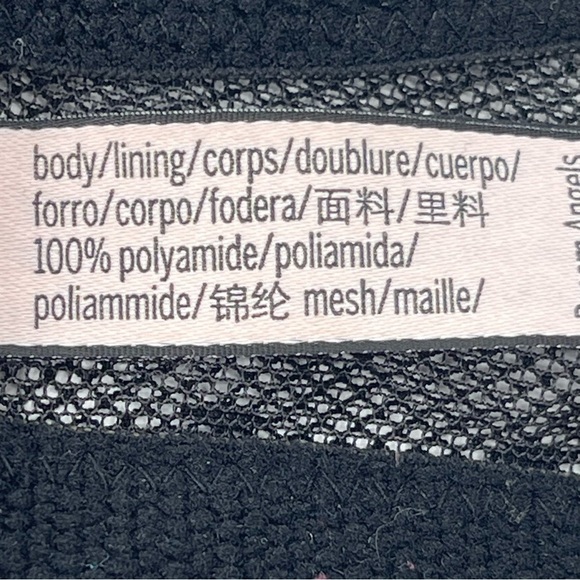 body/lining/corps/doublure/cuerpo/
forro/corpo/fodera/面料/里料
100% polyamide/poliamida/
poliammide/锦纶 mesh/maille/
Angels